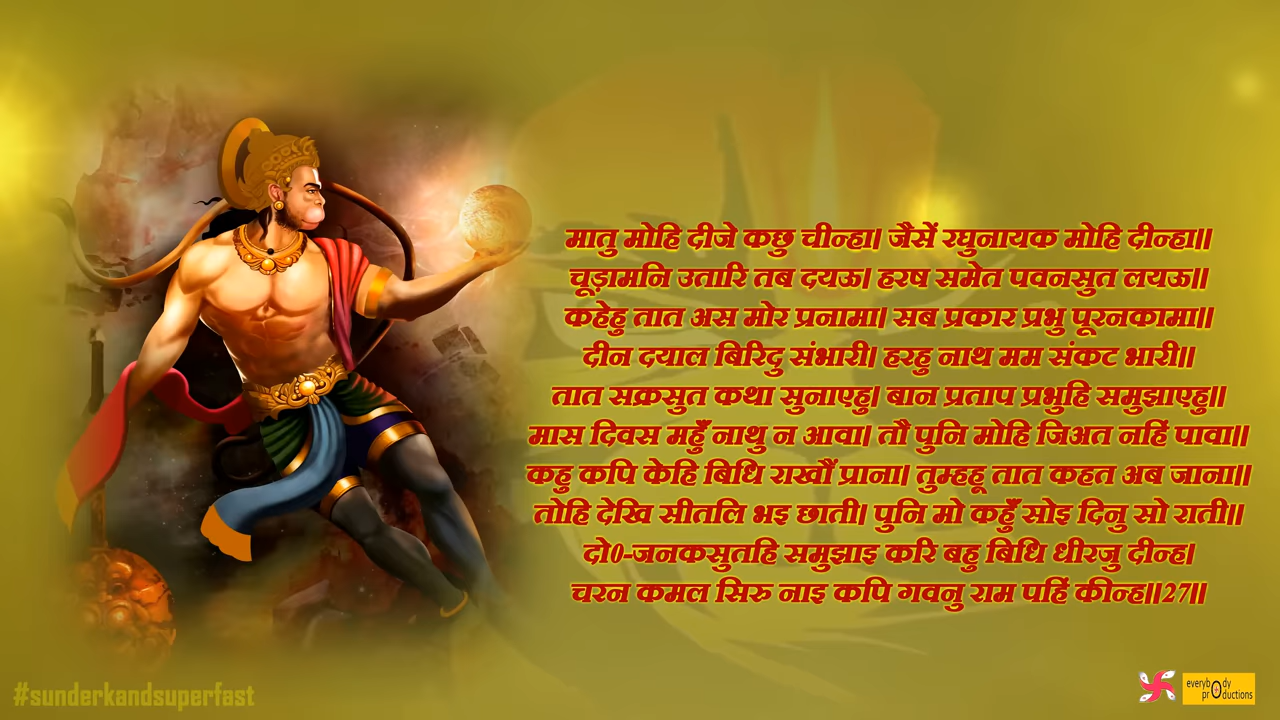 मातु मोहि दीजे कछु चीन्हा। जैसें रघुनायक मोहि दीन्हा॥
चूड़ामनि उतारि तब दयऊ। हरष समेत पवनसुत लयऊ॥
कहेहु तात अस मोर प्रनामा। सब प्रकार प्रभु पूरनकामा॥
दीन दयाल बिरिदु संभारी। हरहु नाथ मम संकट भारी॥
तात सक्रसुत कथा सुनाएहु। बान प्रताप प्रभुहि समुझाएहु॥
मास दिवस महुँ नाथु न आवा। तौ पुनि मोहि जिअत नहिं पावा॥
कहु कपि केहि बिधि राखौं प्राना। तुम्हहू तात कहत अब जाना॥
तोहि देखि सीतलि भइ छाती। पुनि मो कहुँ सोइ दिनु सो राती॥
दो0-जनकसुतहि समुझाइ करि बहु बिधि धीरजु दीन्ह।
चरन कमल सिरु नाइ कपि गवनु राम पहिं कीन्ह॥27॥
#sunderkandsuperfast
everybody
productions